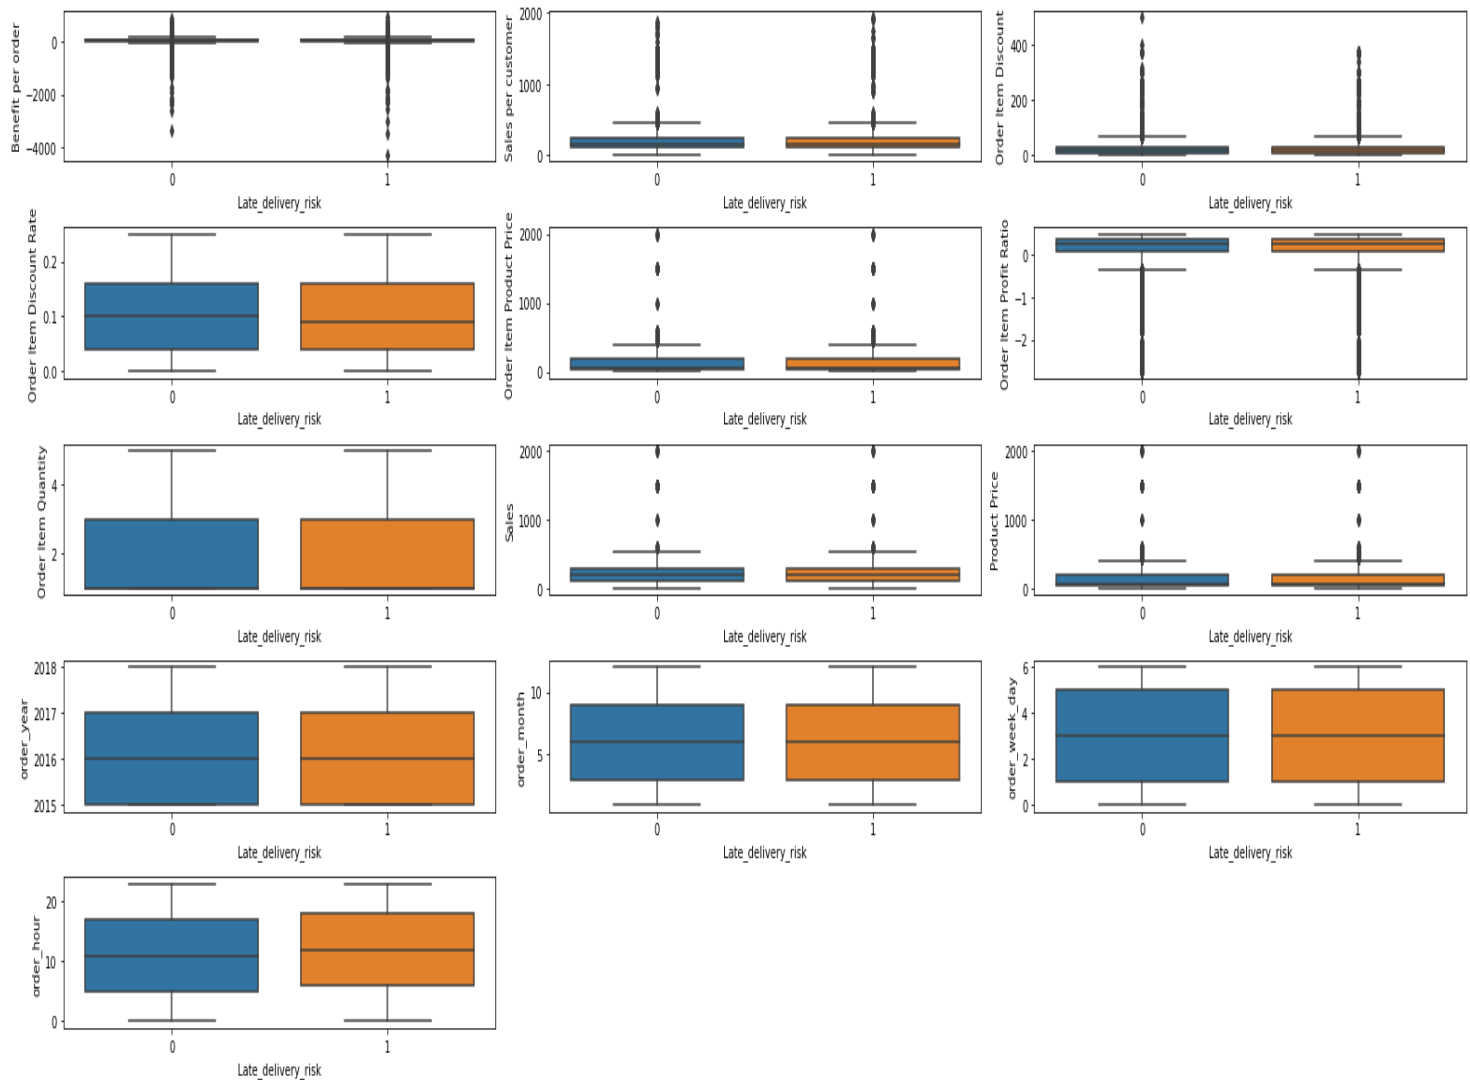 Benefit per order
0
−2000
−4000
0
1
Late_delivery_risk
Sales per customer
2000
1000
0
0
1
Late_delivery_risk
Order Item Discount
400
200
0
0
1
Late_delivery_risk
Order Item Discount Rate
0.2
0.1
0.0
0
1
Late_delivery_risk
Order Item Product Price
2000
1000
0
0
1
Late_delivery_risk
Order Item Profit Ratio
0
−1
−2
0
1
Late_delivery_risk
Order Item Quantity
4
2
0
1
Late_delivery_risk
Sales
2000
1000
0
0
1
Late_delivery_risk
Product Price
2000
1000
0
0
1
Late_delivery_risk
order_year
2018
2017
2016
2015
0
1
Late_delivery_risk
order_month
10
5
0
1
Late_delivery_risk
order_week_day
6
4
2
0
0
1
Late_delivery_risk
order_hour
20
10
0
0
1
Late_delivery_risk